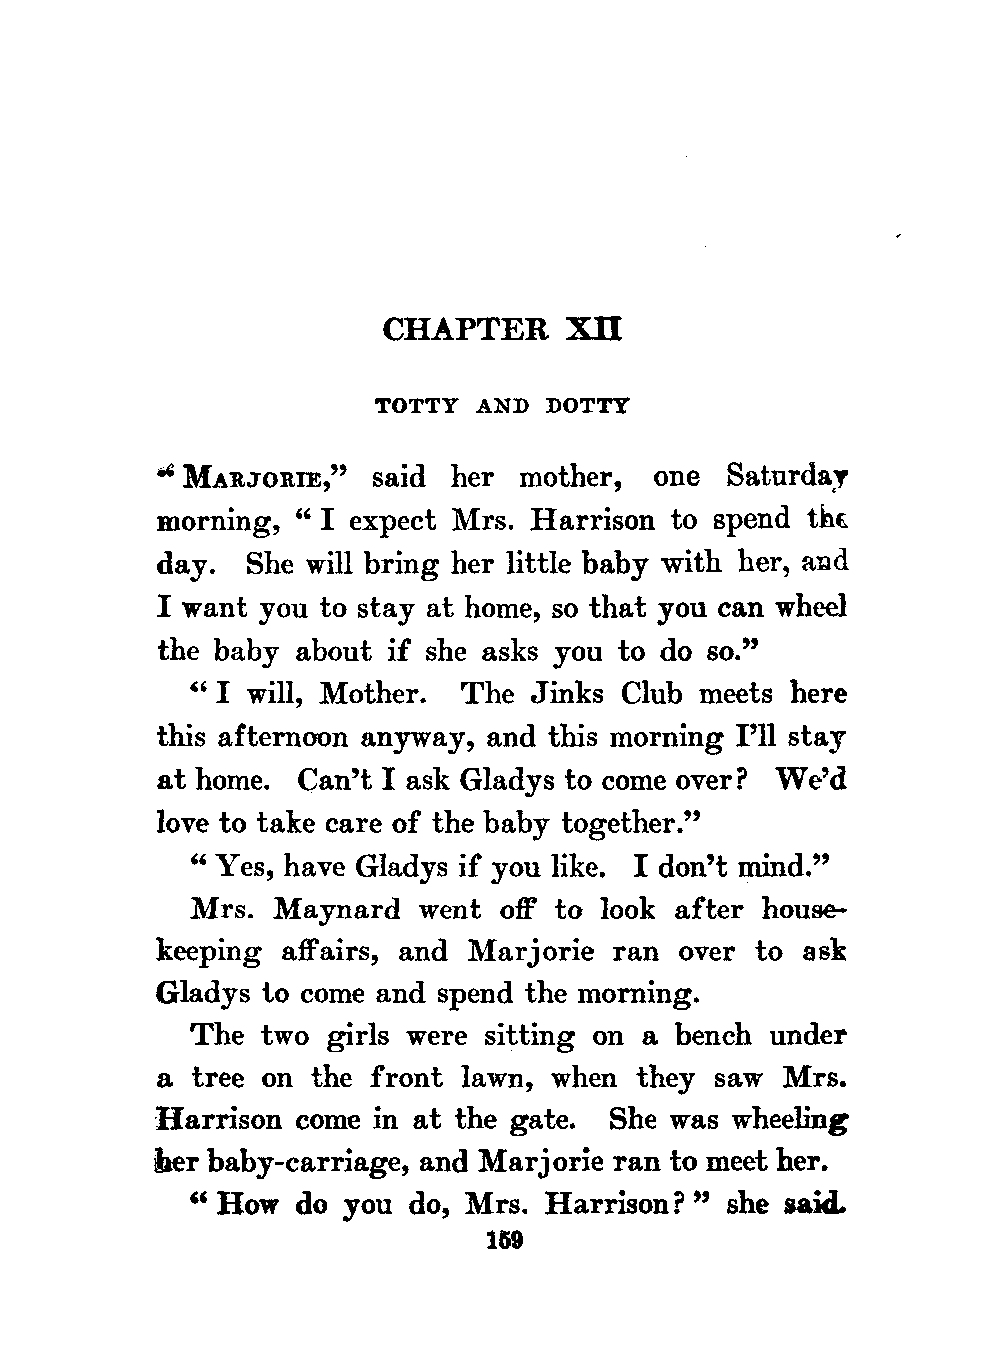 CHAPTER XII
TOTTY AND DOTTY
“ MARJORIE,” said her mother, one Saturday
morning, “ I expect Mrs. Harrison to spend the
day. She will bring her little baby with her, and
I want you to stay at home, so that you can wheel
the baby about if she asks you to do so.”
“ I will, Mother. The Jinks Club meets here
this afternoon anyway, and this morning I’ll stay
at home. Can’t I ask Gladys to come over? We’d
love to take care of the baby together.”
“ Yes, have Gladys if you like. I don’t mind.”
Mrs. Maynard went off to look after house-
keeping affairs, and Marjorie ran over to ask
Gladys to come and spend the morning.
The two girls were sitting on a bench under
a tree on the front lawn, when they saw Mrs.
Harrison come in at the gate. She was wheeling
her baby-carriage, and Marjorie ran to meet her.
“ How do you do, Mrs. Harrison? ” she said.
159